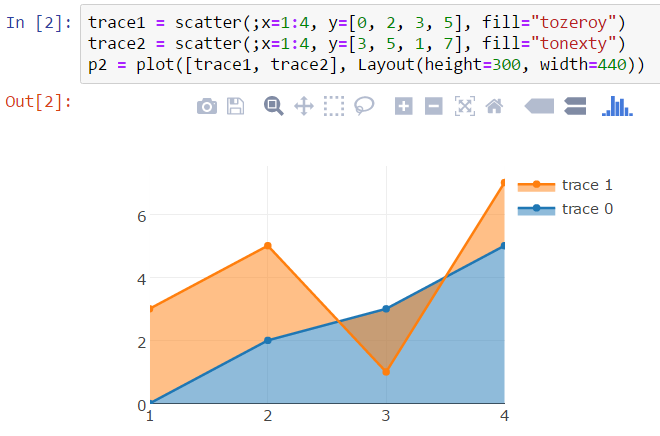 In [2]: trace1 = scatter(;x=1:4, y=[0, 2, 3, 5], fill="tozeroy")
trace2 = scatter(;x=1:4, y=[3, 5, 1, 7], fill="tonexty")
p2 = plot([trace1, trace2], Layout(height=300, width=440))
Out[2]:
trace 1
trace 0
6
4
2
0
1 2 3 4